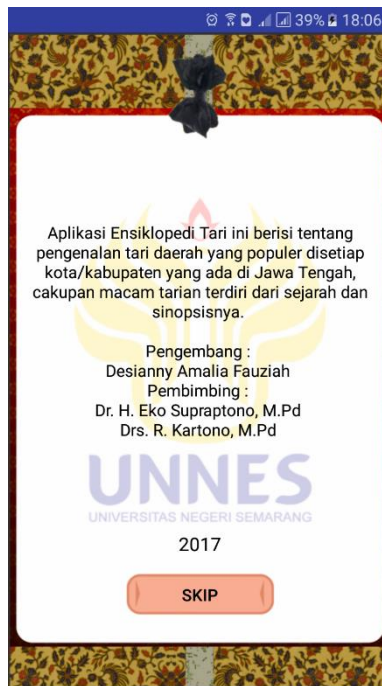 39% 18:06
Aplikasi Ensiklopedi Tari ini berisi tentang
pengenalan tari daerah yang populer disetiap
kota/kabupaten yang ada di Jawa Tengah,
cakupan macam tarian terdiri dari sejarah dan
sinopsisnya.
Pengembang :
Desianny Amalia Fauziah
Pembimbing :
Dr. H. Eko Supraptono, M.Pd
Drs. R. Kartono, M.Pd
UNNES
UNIVERSITAS NEGERI SEMARANG
2017
SKIP